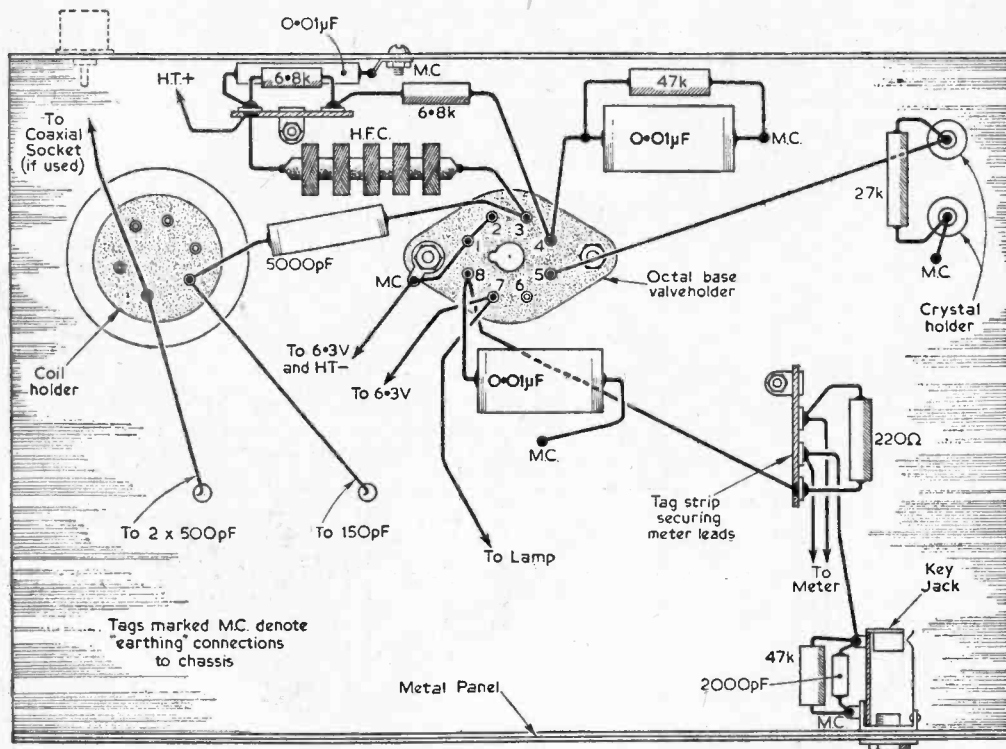 0·01μF
M.C
H.T.+
6·8k
6·8k
47k
0·01μF
M.C.
To
Coaxial
Socket
(if used)
H.F.C.
27k
5000pF
1
2
3
4
5
6
7
8
M.C
M.C
Octal base
valveholder
Crystal
holder
Coil
holder
To 6·3V
and HT-
To 6·3V
0·01μF
M.C.
220Ω
Tag strip
securing
meter leads
To 2 x 500pF
To 150pF
To Lamp
To
Meter
Key
Jack
Tags marked M.C. denote
"earthing" connections
to chassis
47k
2000pF
M.C
Metal Panel